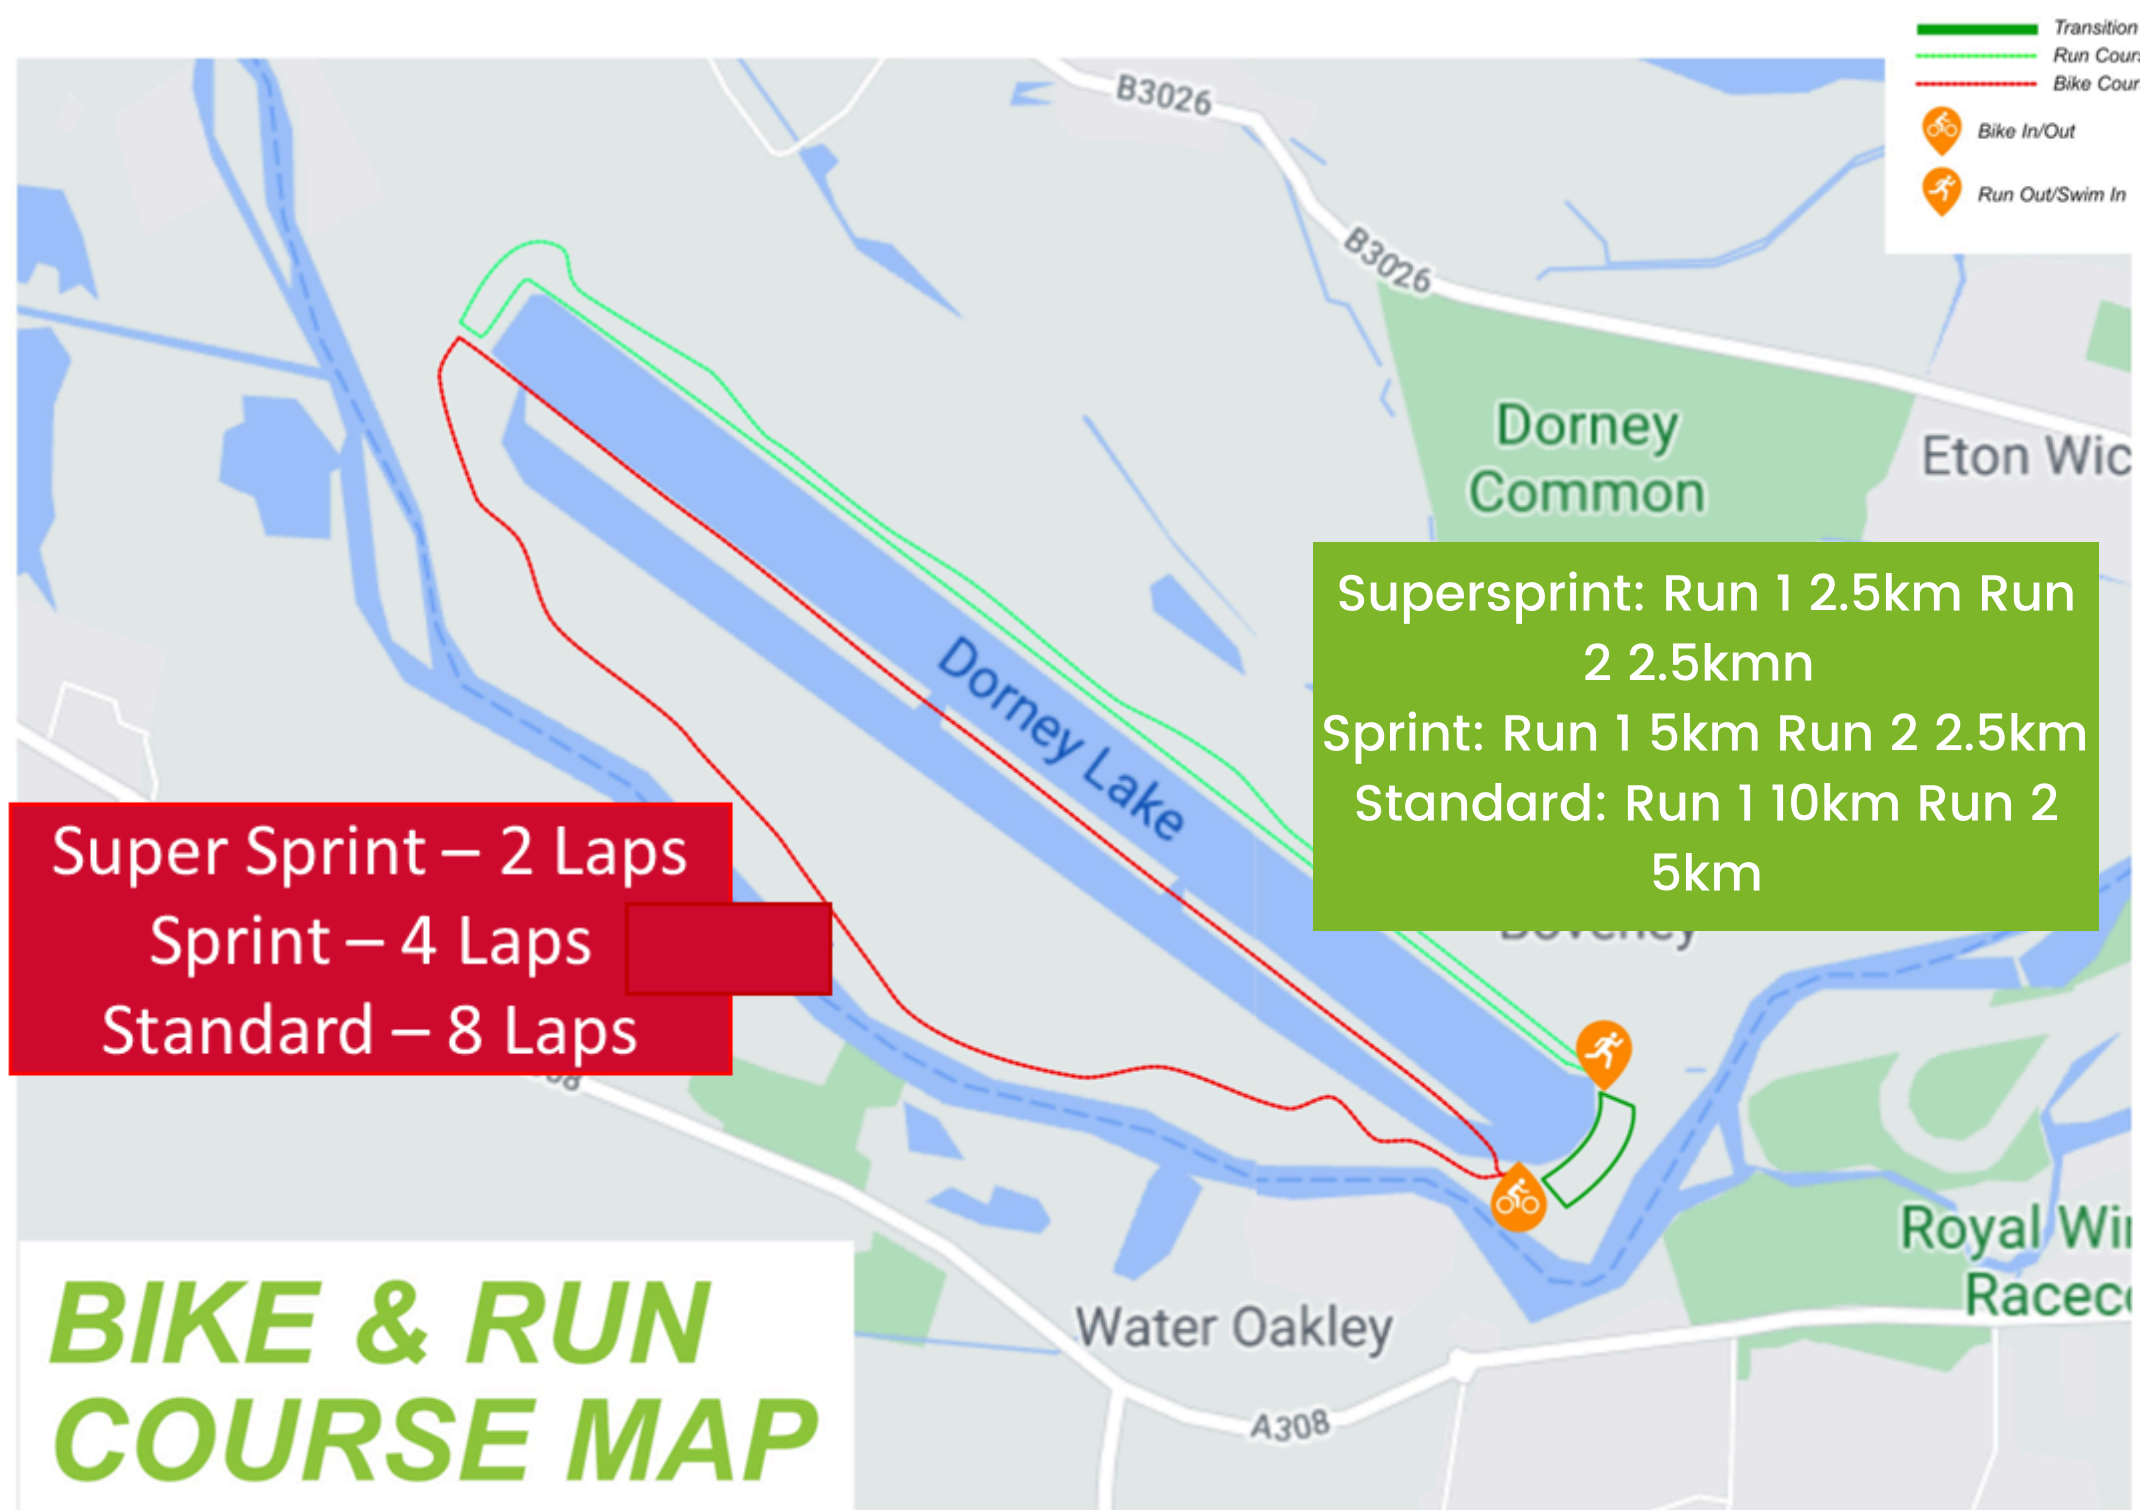 Transition
Run Cour
Bike Cour
Bike In/Out
Run Out/Swim In
B3026
B3026
Dorney
Common
Eton Wic
Supersprint: Run 1 2.5km Run
2 2.5kmn
Sprint: Run 1 5km Run 2 2.5km
Standard: Run 1 10km Run 2
5km
Dorney Lake
Super Sprint – 2 Laps
Sprint – 4 Laps
Standard – 8 Laps
Royal Wi
Racec
Water Oakley
A308
BIKE & RUN
COURSE MAP